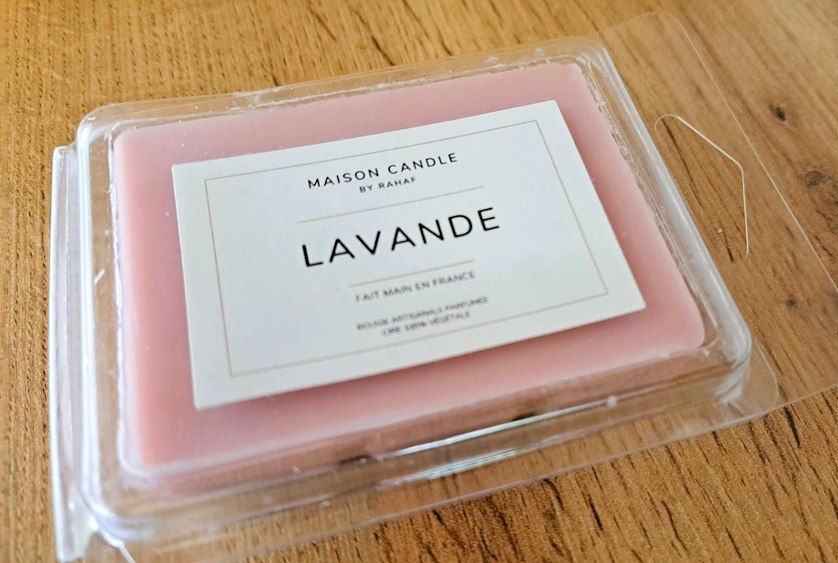 MAISON CANDLE
BY RAHAF
LAVANDE
FAIT MAIN EN FRANCE
BOUGIE ARTISANALE PARFUMÉE
CIRE 100% VÉGÉTALE